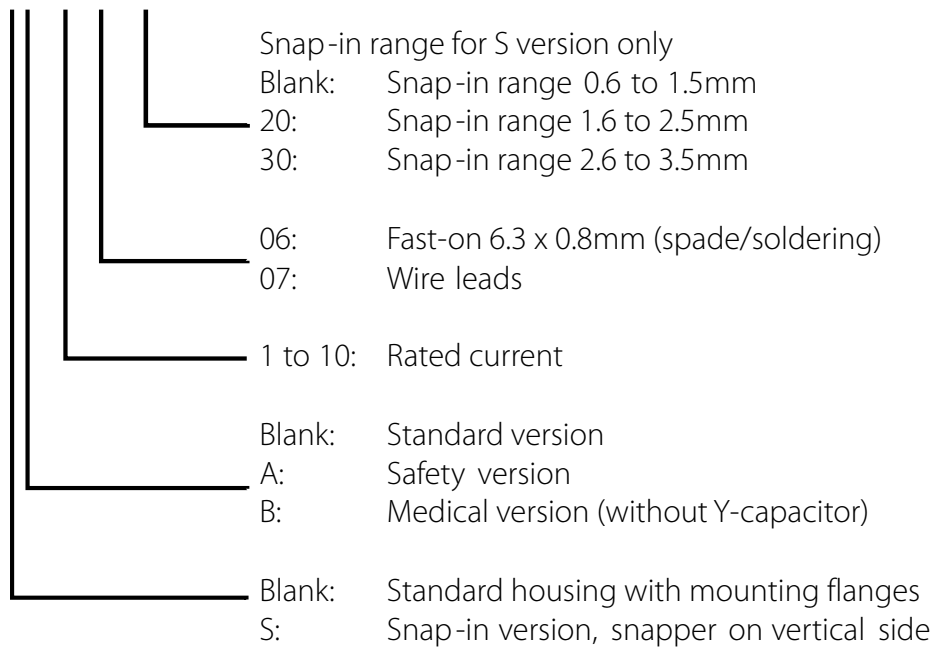 Snap-in range for S version only
Blank: Snap-in range 0.6 to 1.5mm
20: Snap-in range 1.6 to 2.5mm
30: Snap-in range 2.6 to 3.5mm
06: Fast-on 6.3 x 0.8mm (spade/soldering)
07: Wire leads
1 to 10: Rated current
Blank: Standard version
A: Safety version
B: Medical version (without Y-capacitor)
Blank: Standard housing with mounting flanges
S: Snap-in version, snapper on vertical side